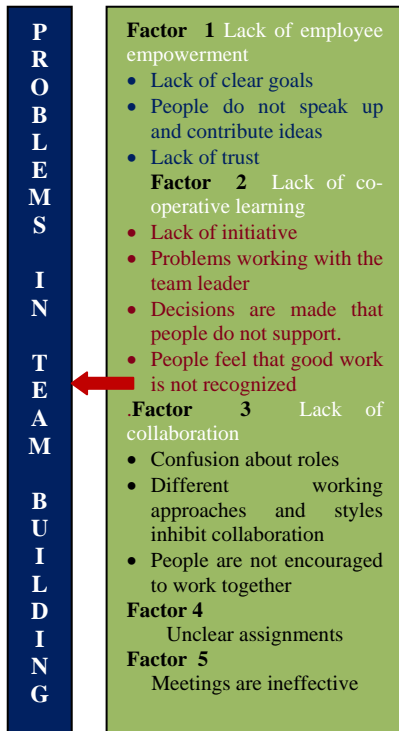 PROBLEMS IN TEAM BUILDING
Factor 1 Lack of employee
empowerment
• Lack of clear goals
• People do not speak up
and contribute ideas
• Lack of trust
Factor 2 Lack of co-
operative learning
• Lack of initiative
• Problems working with the
team leader
• Decisions are made that
people do not support.
• People feel that good work
is not recognized
.Factor 3 Lack of
collaboration
• Confusion about roles
• Different working
approaches and styles
inhibit collaboration
• People are not encouraged
to work together
Factor 4
Unclear assignments
Factor 5
Meetings are ineffective